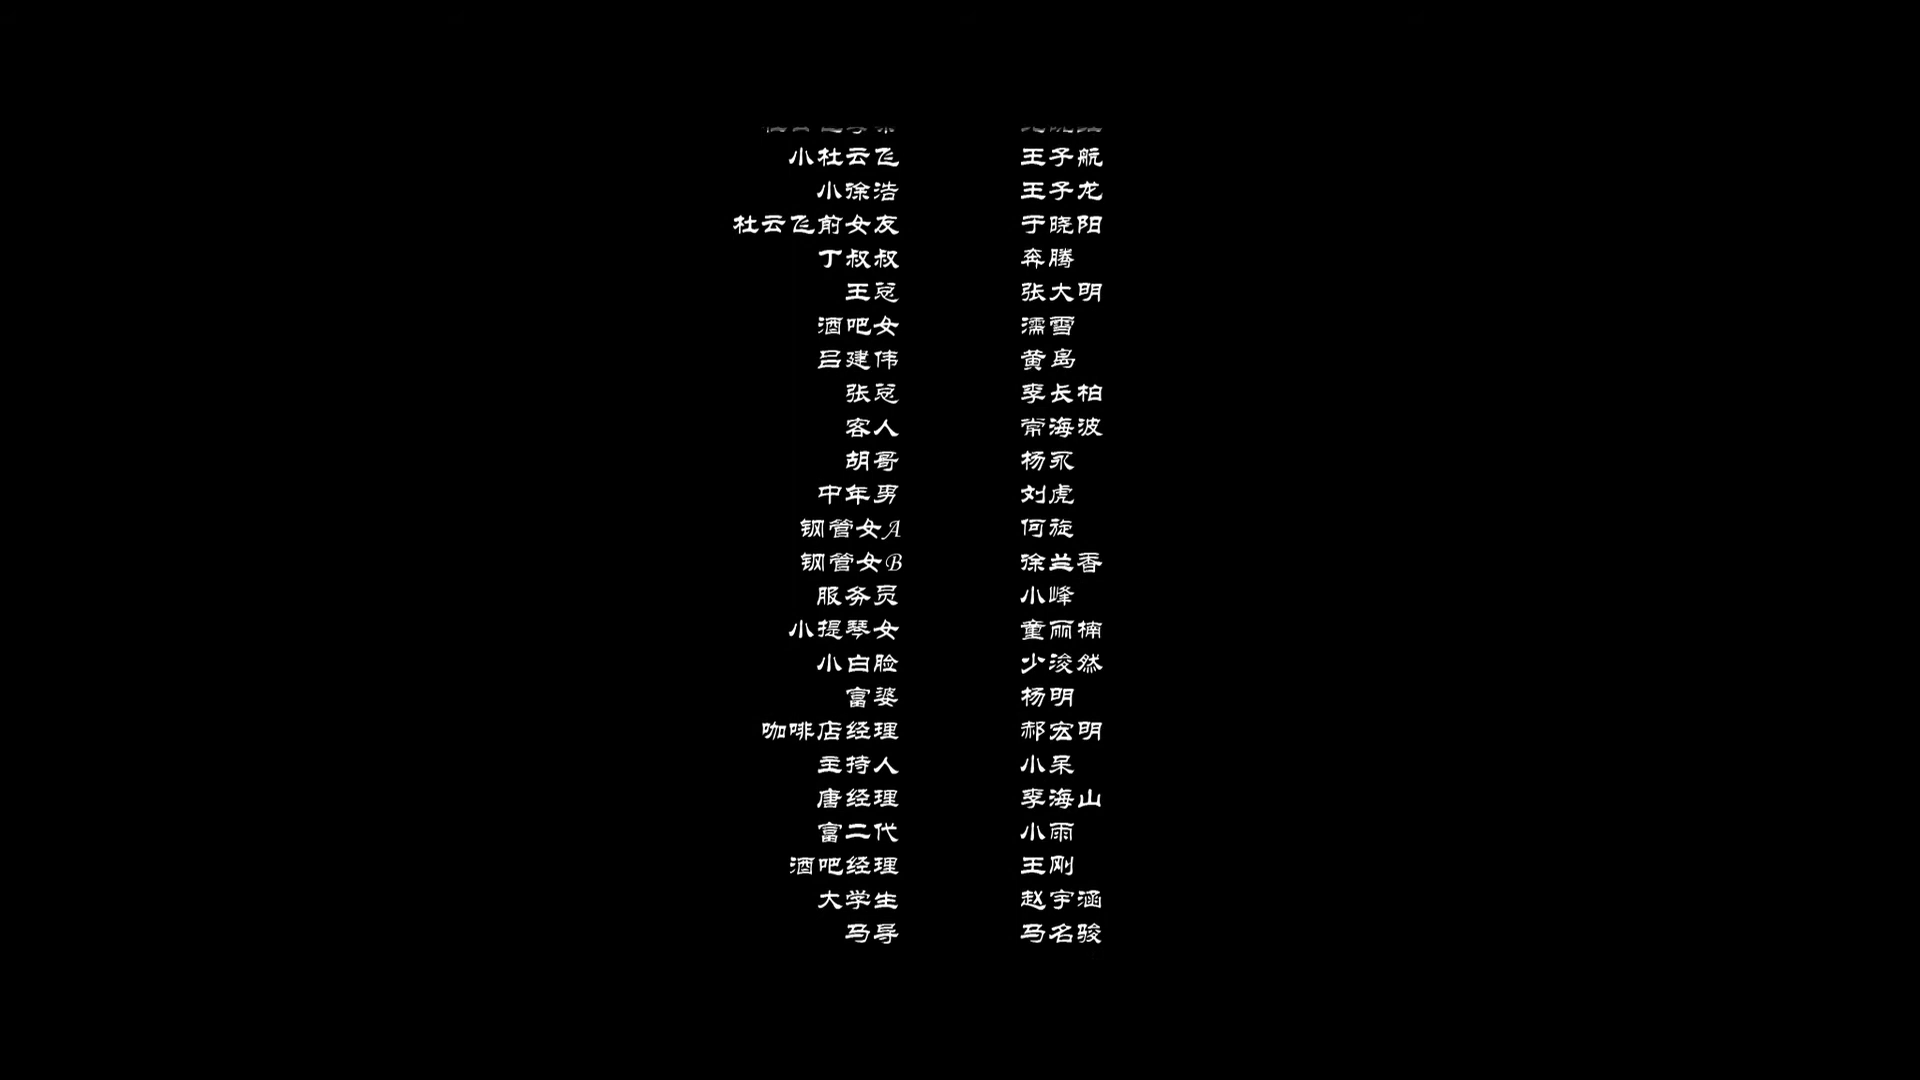 小杜云飞 王子航
小徐浩 王子龙
杜云飞前女友 于晓阳
丁叔叔 奔腾
王总 张大明
酒吧女 濡雪
吕建伟 黄岛
张总 李长柏
客人 常海波
胡哥 杨永
中年男 刘虎
钢管女A 何旋
钢管女B 徐兰香
服务员 小峰
小提琴女 童丽楠
小白脸 少浚然
富婆 杨明
咖啡店经理 郝宏明
主持人 小呆
唐经理 李海山
富二代 小雨
酒吧经理 王刚
大学生 赵宇涵
马导 马名骏